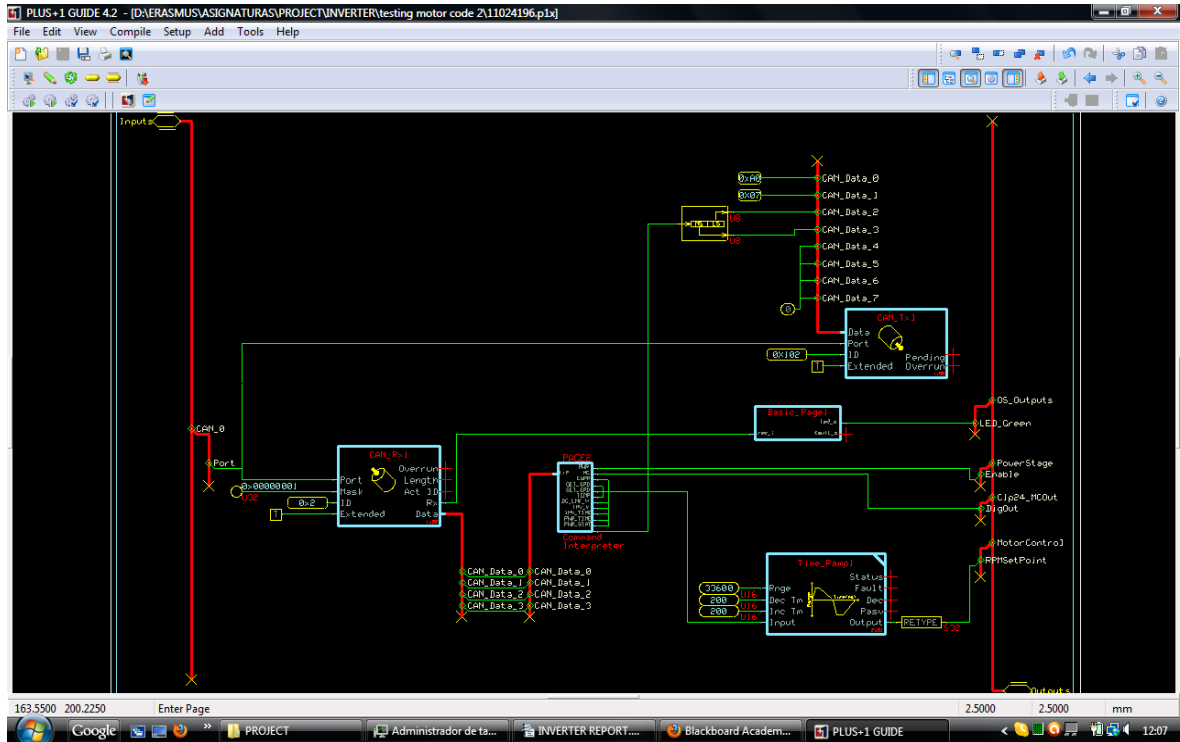 PLUS+1 GUIDE 4.2 - [D:\ERASMUS\ASIGNATURAS\PROJECT\INVERTER\testing motor code 2\11024196.p1x]
File Edit View Compile Setup Add Tools Help
Inputs
0xA0
CAN_Data_0
0x07
CAN_Data_1
CAN_Data_2
U8
CAN_Data_3
U8
CAN_Data_4
CAN_Data_5
CAN_Data_6
CAN_Data_7
0
CAN_Tx1
Data
Port
0x102
ID
Pending
T
Extended
Overrun
Basic_Page1
OS_Outputs
LED_Green
CAN_0
Port
CAN_Rx1
Overrun
Port
Length
0x00000001
U32
Mask
Act ID
0x2
ID
Rx
T
Extended
Data
PAGE2
Command
Interpreter
PowerStage
Enable
C1p24_MCOut
DigOut
MotorControl
RPMSetPoint
CAN_Data_0 CAN_Data_0
CAN_Data_1 CAN_Data_1
CAN_Data_2 CAN_Data_2
CAN_Data_3 CAN_Data_3
Time_Ramp1
Status
33600
Rnge
Fault
U16
200
Dec Tm
Dec
U16
200
Inc Tm
Pasv
U16
Input
Output
RETYPE
S32
Outputs
163.5500 200.2250 Enter Page 2.5000 2.5000 mm
Google
PROJECT
Administrador de ta...
INVERTER REPORT....
Blackboard Academ...
PLUS+1 GUIDE
12:07